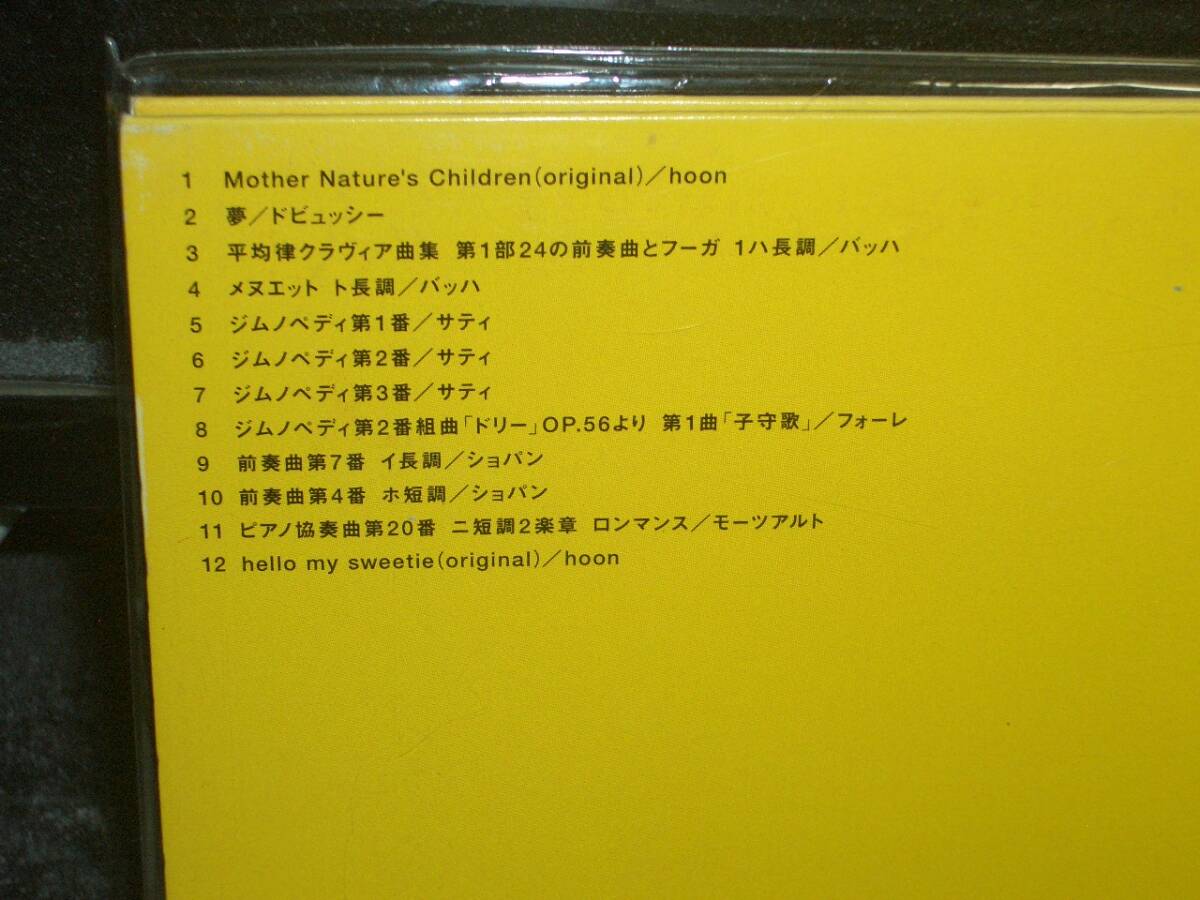 1 Mother Nature's Children(original)／hoon
2 夢／ドビュッシー
3 平均律クラヴィア曲集 第1部24の前奏曲とフーガ 1ハ長調／バッハ
4 メヌエット ト長調／バッハ
5 ジムノペディ第1番／サティ
6 ジムノペディ第2番／サティ
7 ジムノペディ第3番／サティ
8 ジムノペディ第2番組曲「ドリー」OP.56より 第1曲「子守歌」／フォーレ
9 前奏曲第7番 イ長調／ショパン
10 前奏曲第4番 ホ短調／ショパン
11 ピアノ協奏曲第20番 ニ短調2楽章 ロンマンス／モーツアルト
12 hello my sweetie(original)／hoon